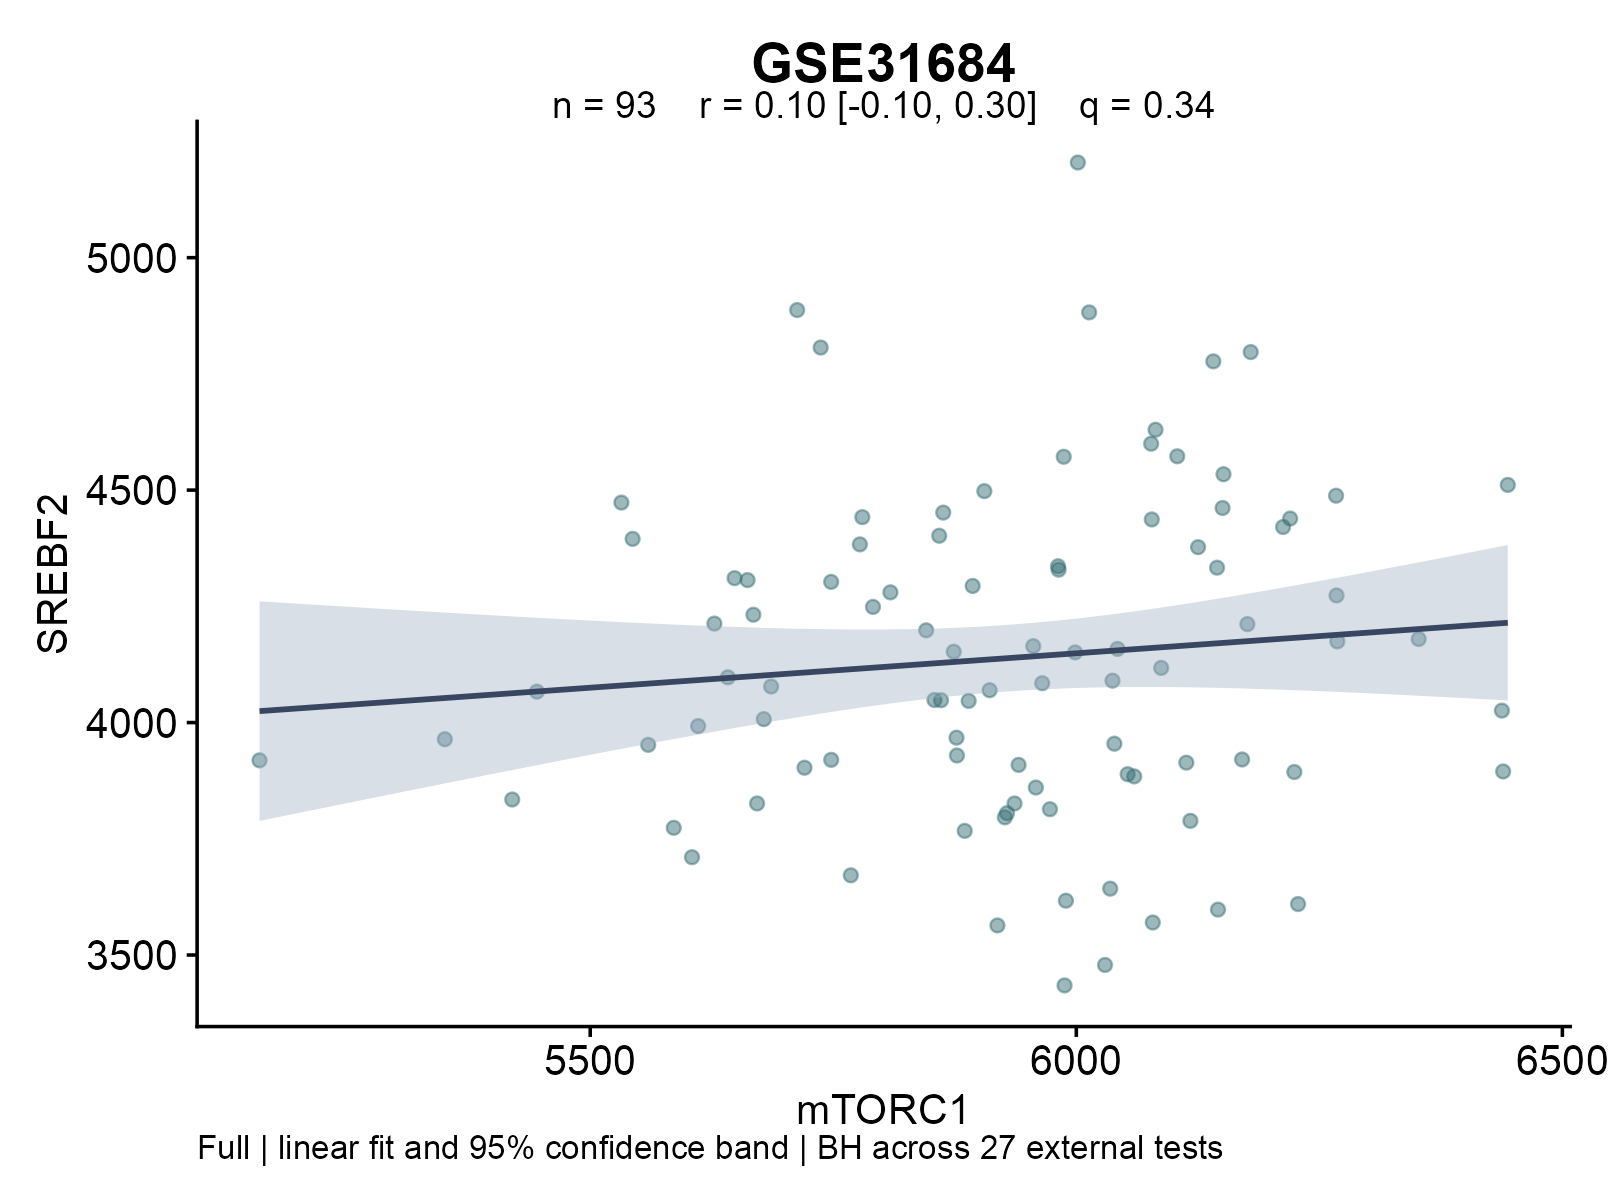 GSE31684
n = 93 r = 0.10 [-0.10, 0.30] q = 0.34
5000
4500
4000
3500
SREBF2
5500 6000 6500
mTORC1
Full | linear fit and 95% confidence band | BH across 27 external tests